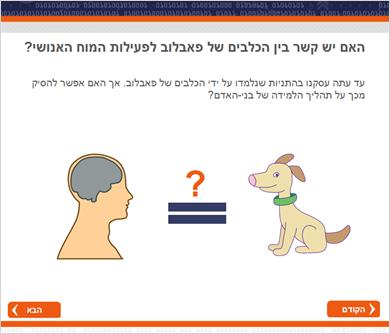 האם יש קשר בין הכלבים של פאבלוב לפעילות המוח האנושי?
עד עתה עסקנו בהתניות שנלמדו על ידי הכלבים של פאבלוב. אך האם אפשר להסיק
מכך על תהליך הלמידה של בני-האדם?
?
הקודם
הבא